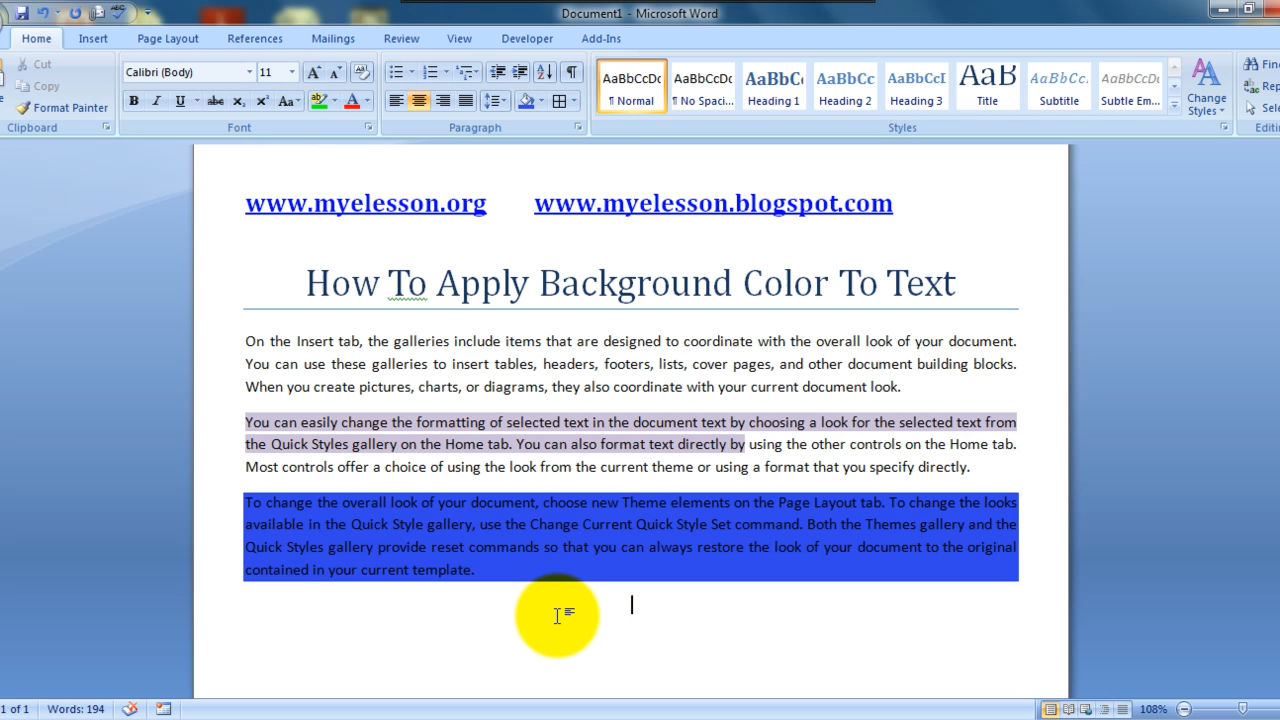 Document1 - Microsoft Word
Home Insert Page Layout References Mailings Review View Developer Add-Ins
Cut
Copy
Format Painter
Clipboard
Calibri (Body) 11
Font
Paragraph
AaBbCcDc AaBbCcDc AaBbC AaBbCc AaBbCcI AaB AaBbCc. AaBbCcDc
¶ Normal ¶ No Spaci... Heading 1 Heading 2 Heading 3 Title Subtitle Subtle Em...
Change
Styles
Styles
www.myelesson.org www.myelesson.blogspot.com
How To Apply Background Color To Text
On the Insert tab, the galleries include items that are designed to coordinate with the overall look of your document.
You can use these galleries to insert tables, headers, footers, lists, cover pages, and other document building blocks.
When you create pictures, charts, or diagrams, they also coordinate with your current document look.
You can easily change the formatting of selected text in the document text by choosing a look for the selected text from
the Quick Styles gallery on the Home tab. You can also format text directly by using the other controls on the Home tab.
Most controls offer a choice of using the look from the current theme or using a format that you specify directly.
To change the overall look of your document, choose new Theme elements on the Page Layout tab. To change the looks
available in the Quick Style gallery, use the Change Current Quick Style Set command. Both the Themes gallery and the
Quick Styles gallery provide reset commands so that you can always restore the look of your document to the original
contained in your current template.
1 of 1 Words: 194 108%